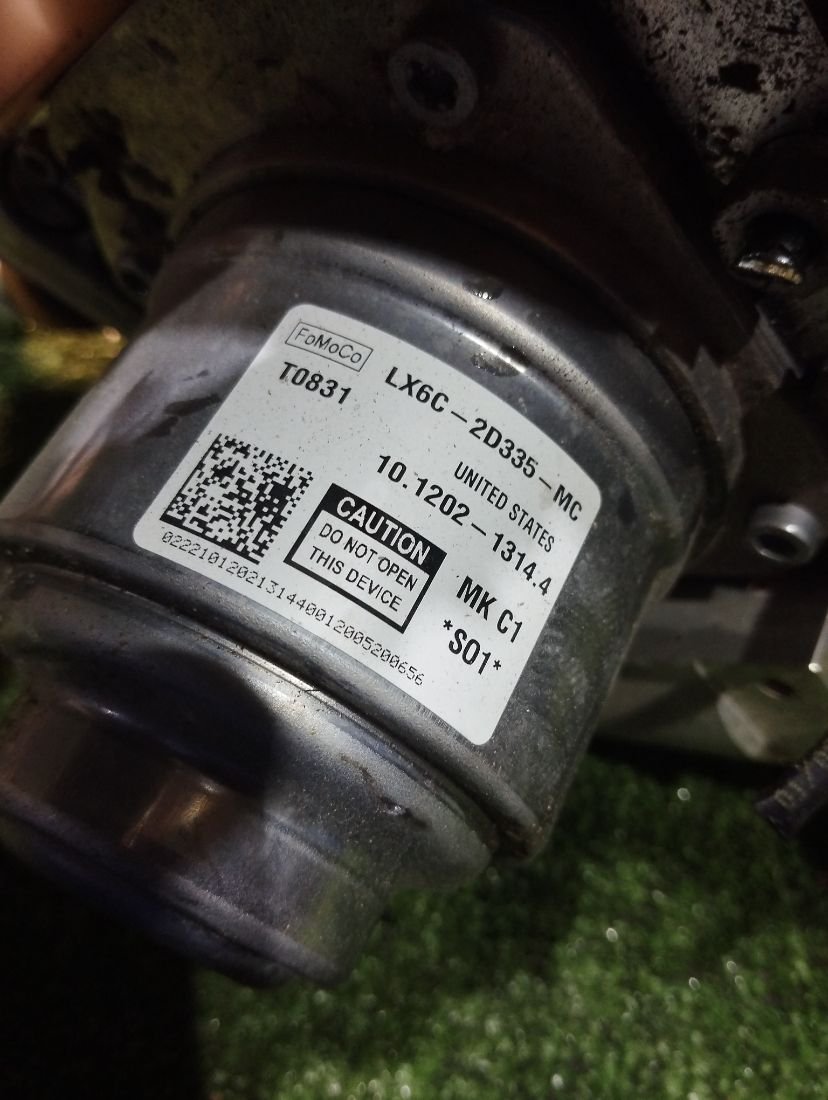 FoMoCo
T0831
LX6C-2D335-MC
UNITED STATES
10.1202-1314.4
CAUTION
DO NOT OPEN
THIS DEVICE
MK C1
*S01*
0222101202131440012005200656